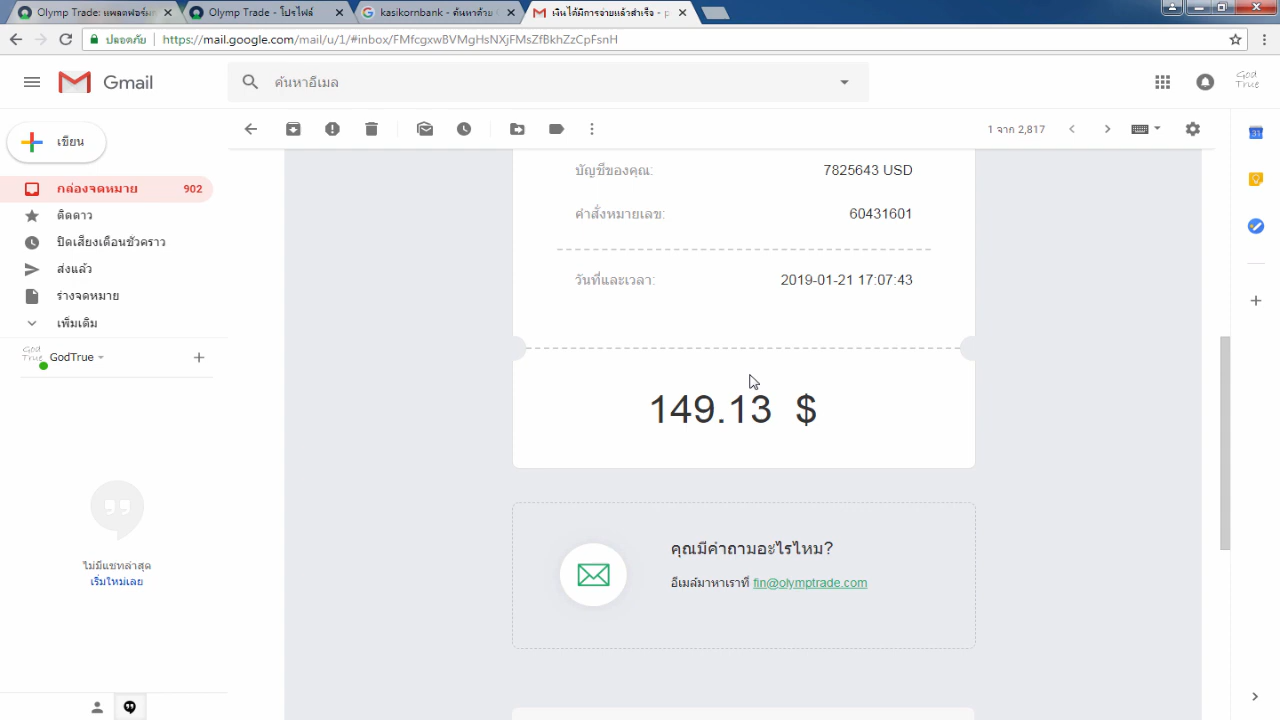 Olymp Trade: แพลตฟอร์ม
Olymp Trade - โปรไฟล์
kasikornbank - ค้นหาด้วย
เงินได้มีการจ่ายแล้วสำเร็จ - p
ปลอดภัย
https://mail.google.com/mail/u/1/#inbox/FMfcgxwBVMgHsNXjFMsZfBkhZzCpFsnH
Gmail
ค้นหาอีเมล
God
True
เขียน
1 จาก 2,817
31
กล่องจดหมาย 902
ติดดาว
ปิดเสียงเตือนชั่วคราว
ส่งแล้ว
ร่างจดหมาย
เพิ่มเติม
God
True
GodTrue
ไม่มีแชทล่าสุด
เริ่มใหม่เลย
บัญชีของคุณ: 7825643 USD
คำสั่งหมายเลข: 60431601
วันที่และเวลา: 2019-01-21 17:07:43
149.13 $
คุณมีคำถามอะไรไหม?
อีเมล์มาหาเราที่ fin@olymptrade.com